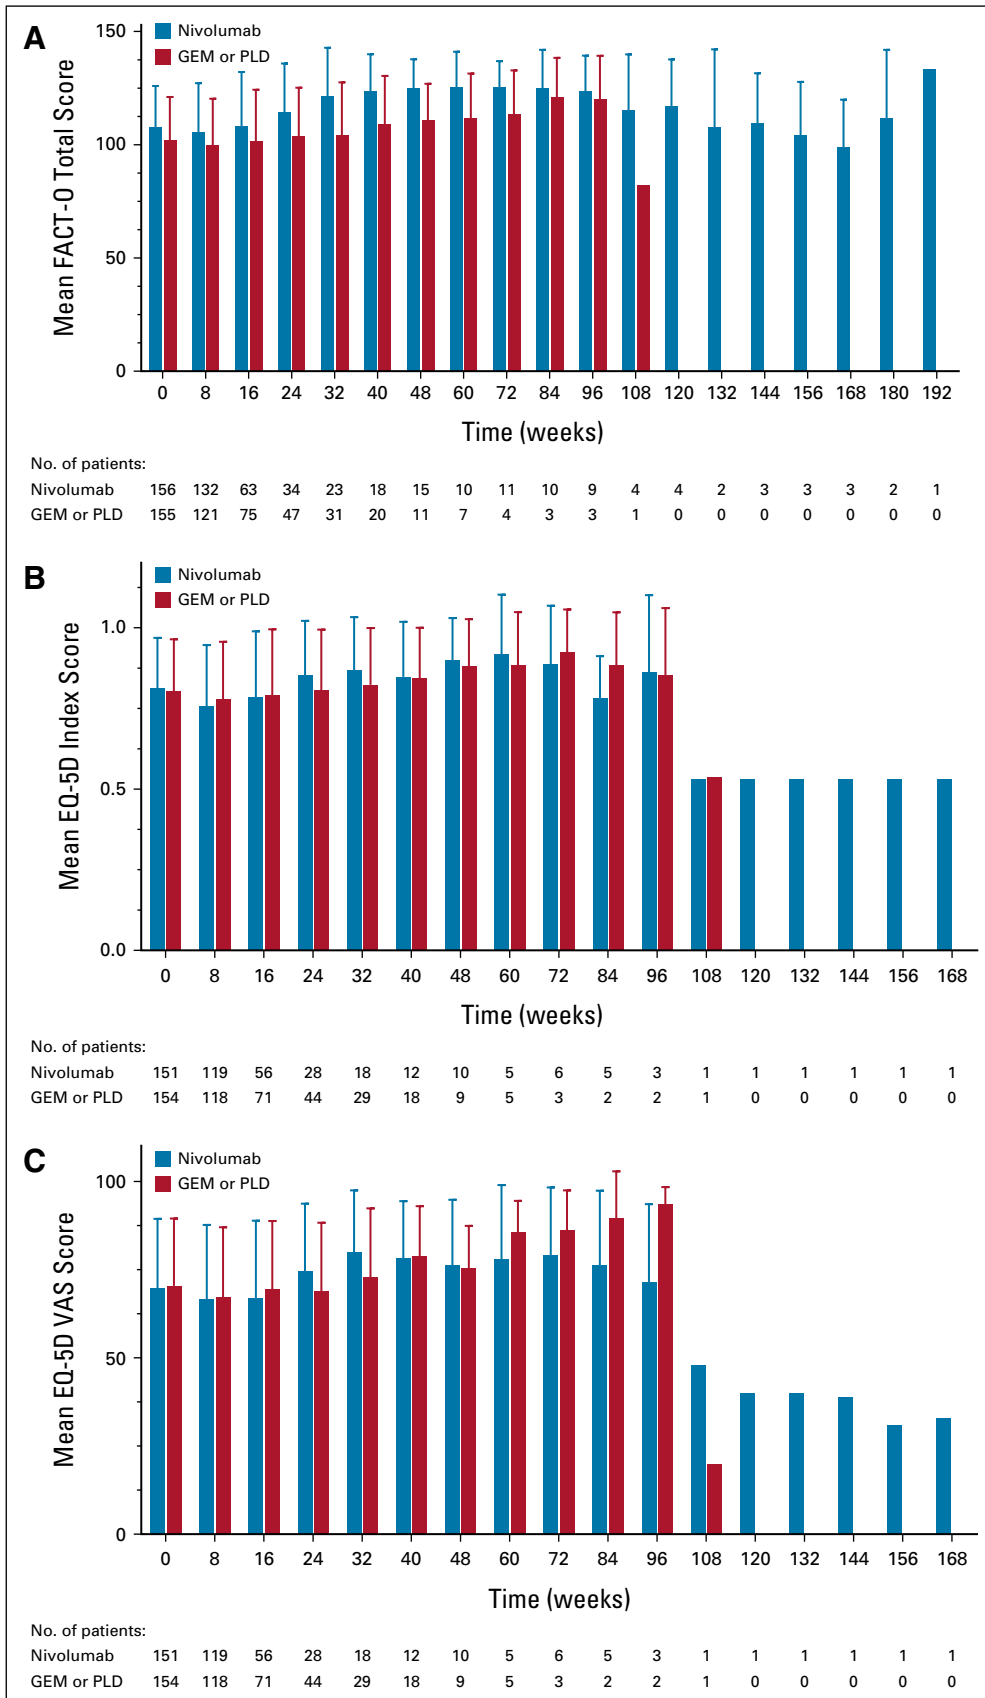 A
Nivolumab
GEM or PLD
Mean FACT-O Total Score
150
100
50
0
0 8 16 24 32 40 48 60 72 84 96 108 120 132 144 156 168 180 192
Time (weeks)
No. of patients:
Nivolumab 156 132 63 34 23 18 15 10 11 10 9 4 4 2 3 3 3 2 1
GEM or PLD 155 121 75 47 31 20 11 7 4 3 3 1 0 0 0 0 0 0 0
B
Nivolumab
GEM or PLD
Mean EQ-5D Index Score
1.0
0.5
0.0
0 8 16 24 32 40 48 60 72 84 96 108 120 132 144 156 168
Time (weeks)
No. of patients:
Nivolumab 151 119 56 28 18 12 10 5 6 5 3 1 1 1 1 1 1
GEM or PLD 154 118 71 44 29 18 9 5 3 2 2 1 0 0 0 0 0
C
Nivolumab
GEM or PLD
Mean EQ-5D VAS Score
100
50
0
0 8 16 24 32 40 48 60 72 84 96 108 120 132 144 156 168
Time (weeks)
No. of patients:
Nivolumab 151 119 56 28 18 12 10 5 6 5 3 1 1 1 1 1 1
GEM or PLD 154 118 71 44 29 18 9 5 3 2 2 1 0 0 0 0 0